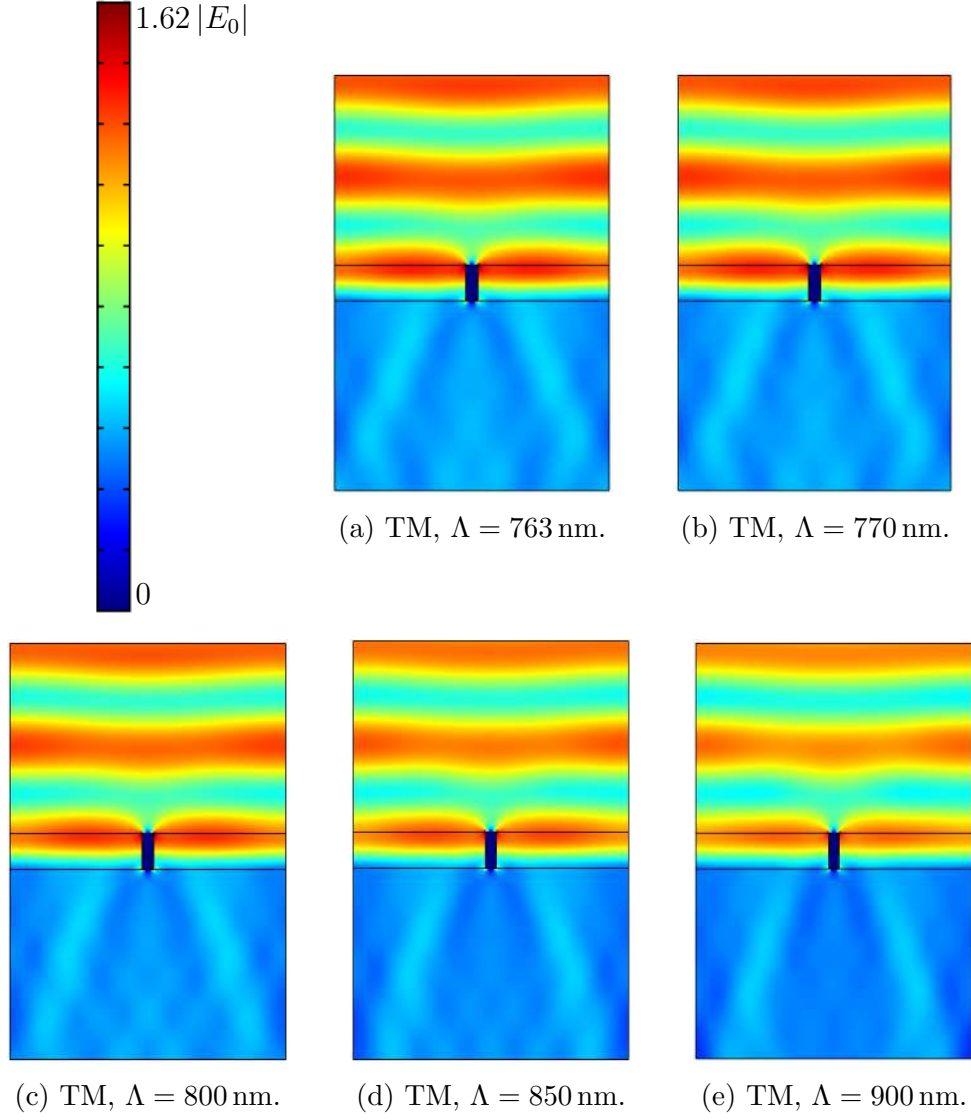 1.62 |E₀|
0
(a) TM, Λ = 763 nm.
(b) TM, Λ = 770 nm.
(c) TM, Λ = 800 nm.
(d) TM, Λ = 850 nm.
(e) TM, Λ = 900 nm.